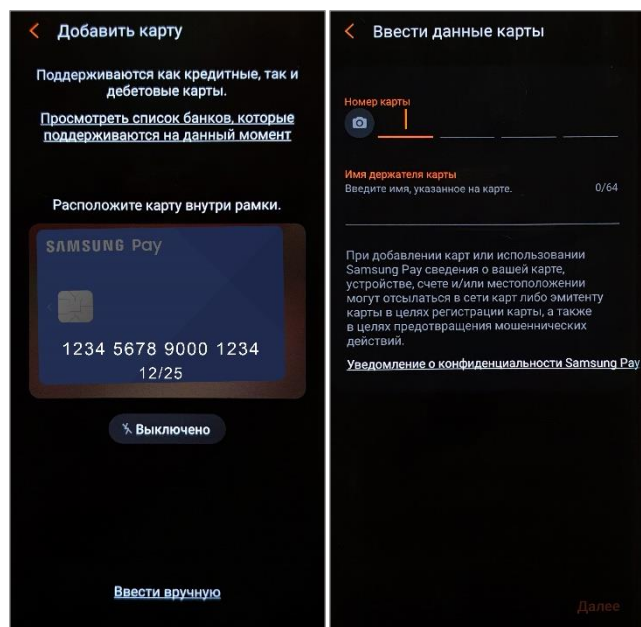 Добавить карту
Поддерживаются как кредитные, так и
дебетовые карты.
Просмотреть список банков, которые
поддерживаются на данный момент
Расположите карту внутри рамки.
SAMSUNG Pay
1234 5678 9000 1234
12/25
Выключено
Ввести вручную
Ввести данные карты
Номер карты
Имя держателя карты
Введите имя, указанное на карте. 0/64
При добавлении карт или использовании
Samsung Pay сведения о вашей карте,
устройстве, счете и/или местоположении
могут отсылаться в сети карт либо эмитенту
карты в целях регистрации карты, а также
в целях предотвращения мошеннических
действий.
Уведомление о конфиденциальности Samsung Pay
Далее